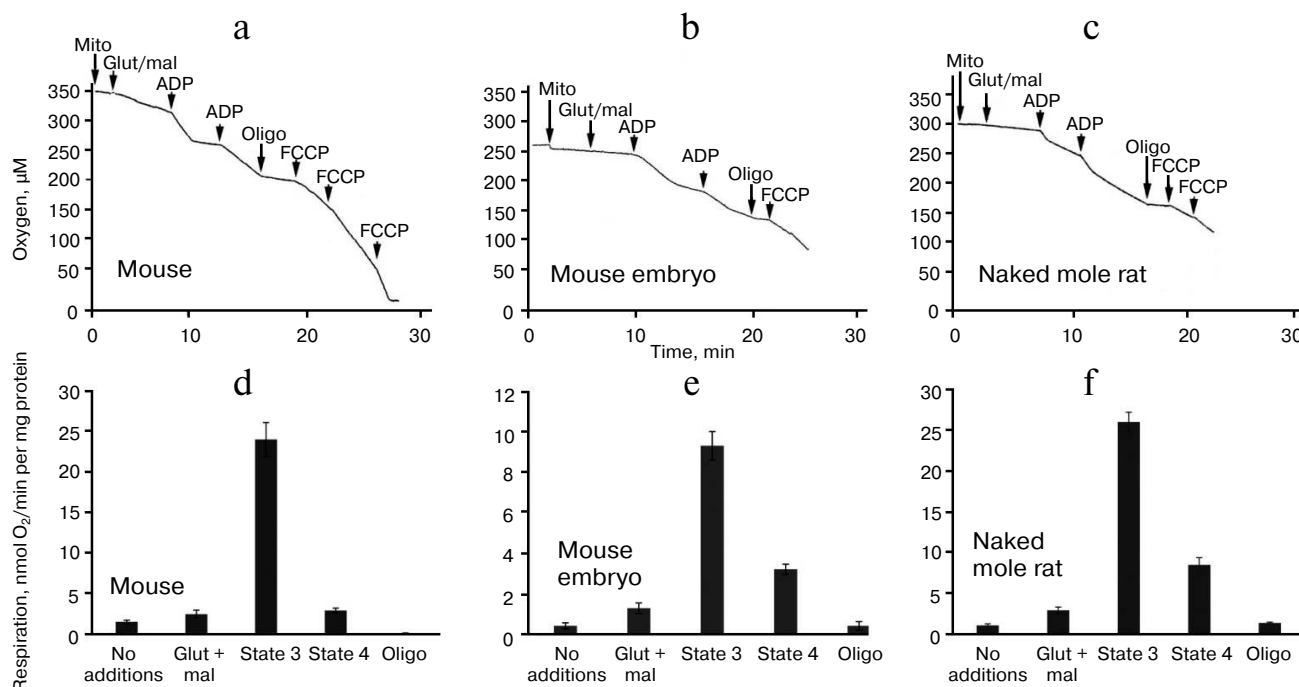 a
Mito
Glut/mal
ADP
ADP
Oligo
FCCP
FCCP
FCCP
350
300
250
200
150
100
50
0
Oxygen, µM
Mouse
0 10 20 30
b
Mito
Glut/mal
ADP
ADP
Oligo
FCCP
350
300
250
200
150
100
50
0
Mouse embryo
0 10 20 30
Time, min
c
Mito
Glut/mal
ADP
ADP
Oligo
FCCP
FCCP
350
300
250
200
150
100
50
0
Naked mole rat
0 10 20 30
d
Respiration, nmol O₂/min per mg protein
30
25
20
15
10
5
0
Mouse
No additions
Glut + mal
State 3
State 4
Oligo
e
12
10
8
6
4
2
0
Mouse
embryo
No additions
Glut + mal
State 3
State 4
Oligo
f
30
25
20
15
10
5
0
Naked
mole rat
No additions
Glut + mal
State 3
State 4
Oligo